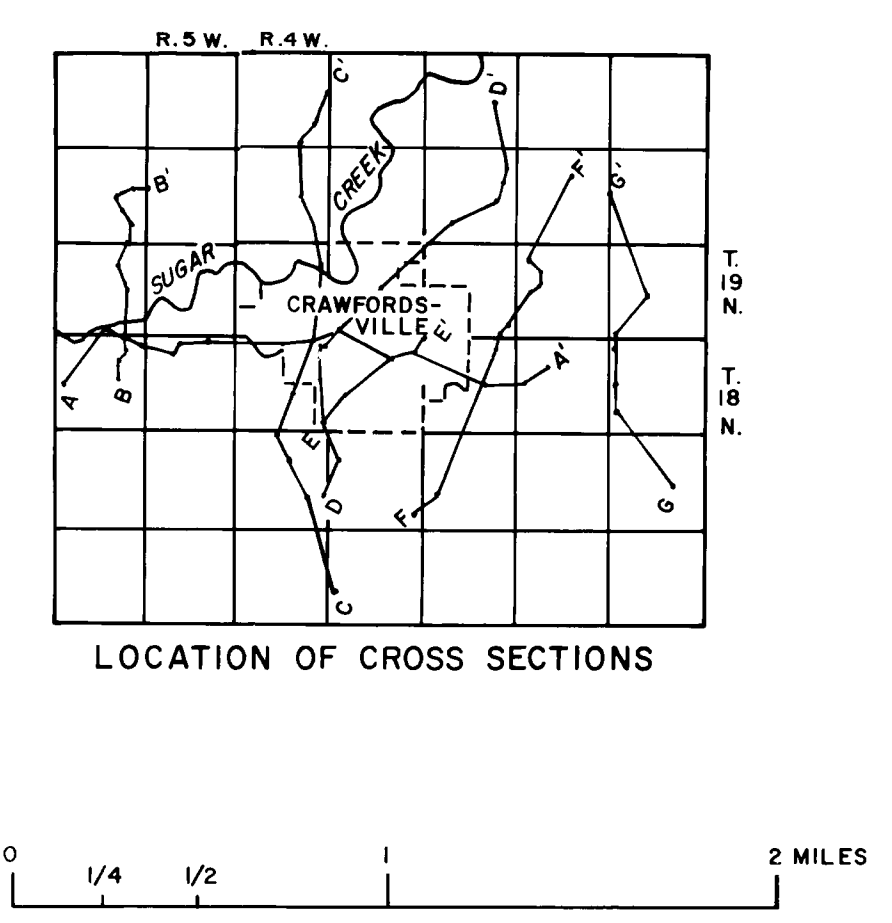 R. 5 W. R. 4 W.
C'
D'
B'
CREEK
F'
G'
SUGAR
T.
19
N.
CRAWFORDS-
VILLE
E'
A'
T.
18
N.
A
B
E
D
F
G
C
LOCATION OF CROSS SECTIONS
0 1/4 1/2 1 2 MILES